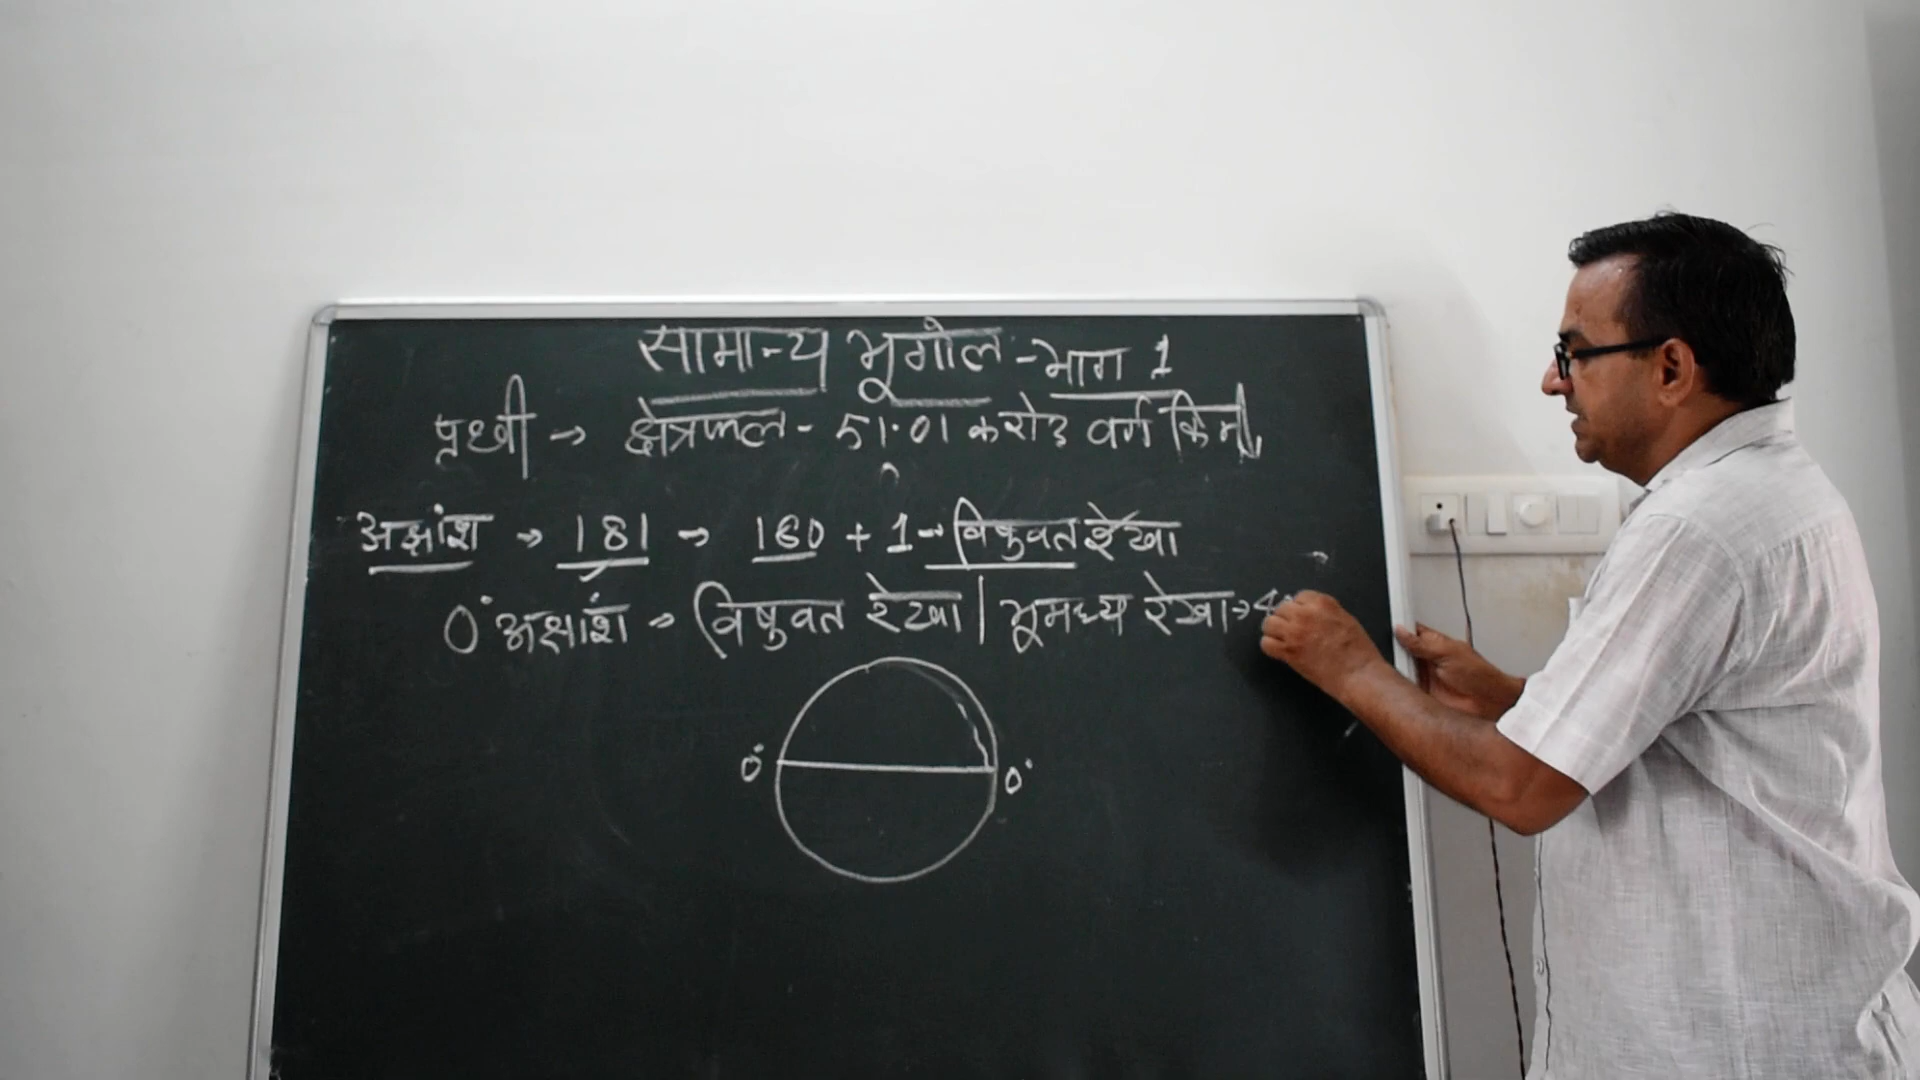 सामान्य भूगोल - भाग 1
पृथ्वी → क्षेत्रफल - 51.01 करोड वर्ग किमी
अक्षांश → 181 → 180 + 1 → विषुवत रेखा
0° अक्षांश → विषुवत रेखा | भूमध्य रेखा →
0° 0°